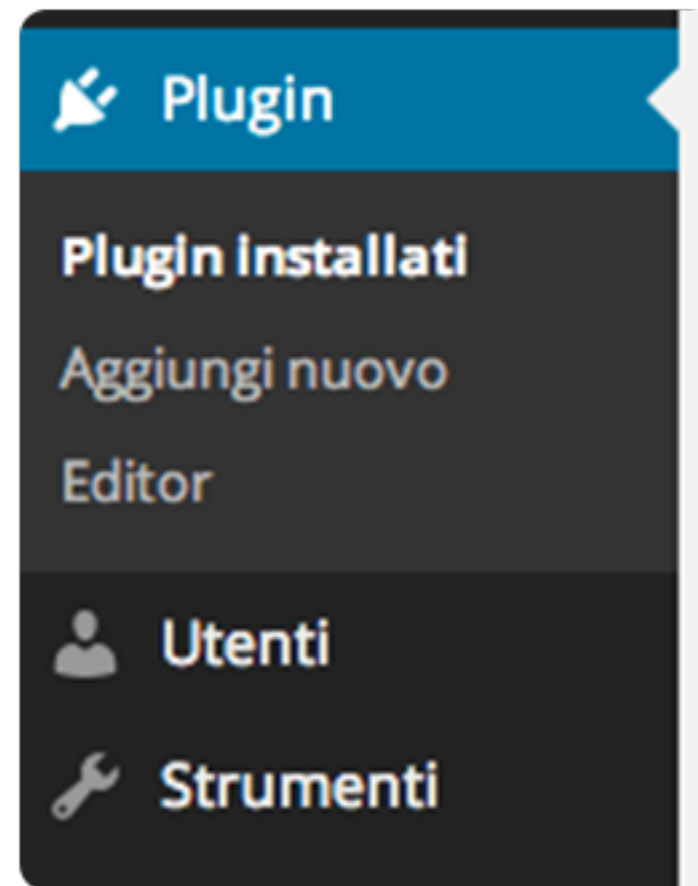 Plugin
Plugin installati
Aggiungi nuovo
Editor
Utenti
Strumenti